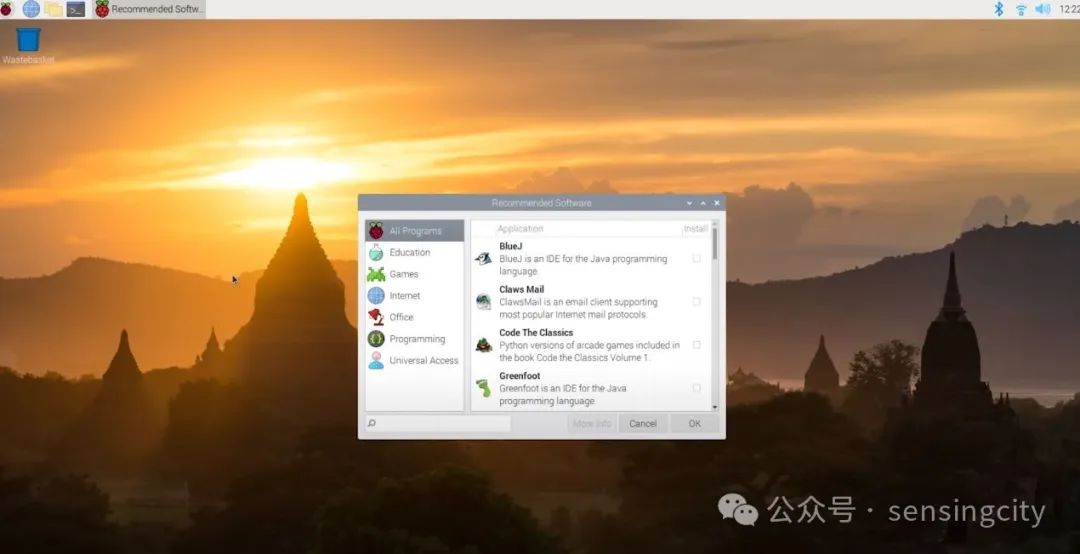 Recommended Softw...
12:22
Wastebasket
Recommended Software
All Programs
Education
Games
Internet
Office
Programming
Universal Access
Application
Install
BlueJ
BlueJ is an IDE for the Java programming
language.
Claws Mail
ClawsMail is an email client supporting
most popular Internet mail protocols.
Code The Classics
Python versions of arcade games included in
the book Code the Classics Volume 1.
Greenfoot
Greenfoot is an IDE for the Java
programming language.
More Info
Cancel
OK
公众号 · sensingcity